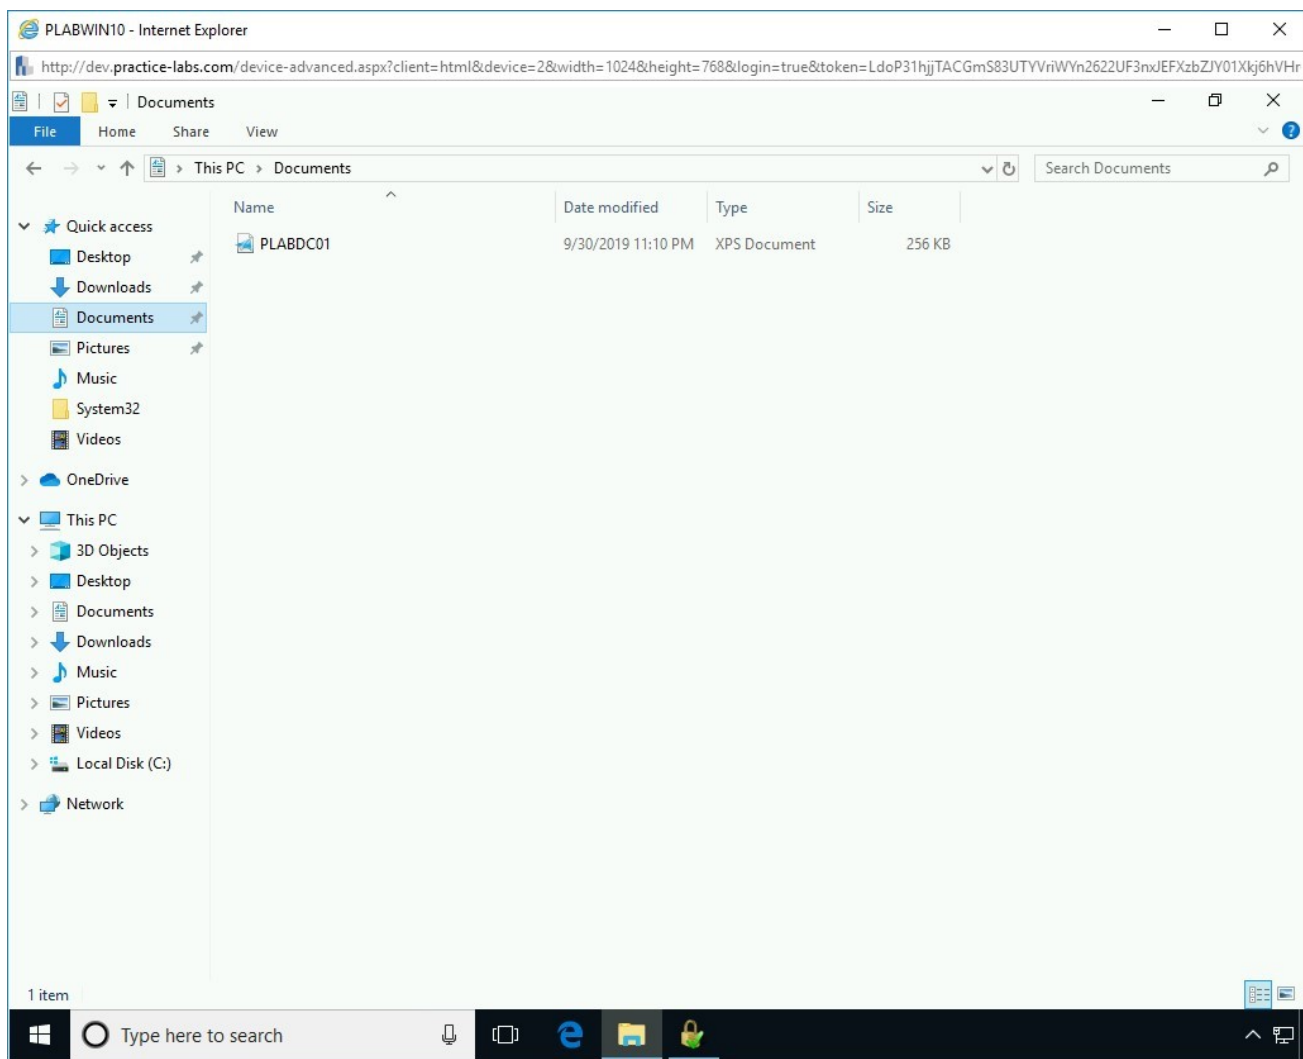 PLABWIN10 - Internet Explorer
http://dev.practice-labs.com/device-advanced.aspx?client=html&device=2&width=1024&height=768&login=true&token=LdoP31hjjTACGmS83UTYVriWYn2622UF3nxJEFXzbZJY01Xkj6hVHr
Documents
File Home Share View
This PC > Documents
Search Documents
Name Date modified Type Size
PLABDC01 9/30/2019 11:10 PM XPS Document 256 KB
Quick access
Desktop
Downloads
Documents
Pictures
Music
System32
Videos
OneDrive
This PC
3D Objects
Desktop
Documents
Downloads
Music
Pictures
Videos
Local Disk (C:)
Network
1 item
Type here to search